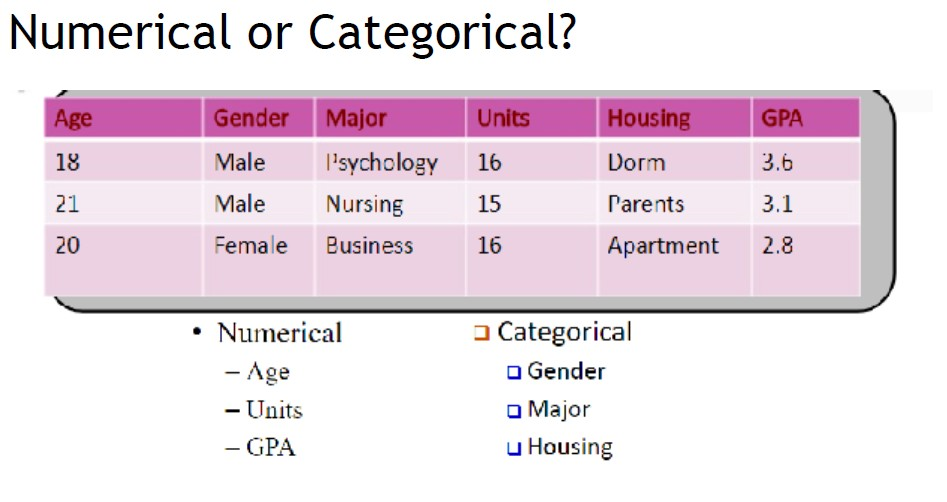 Numerical or Categorical?
Age Gender Major Units Housing GPA
18 Male Psychology 16 Dorm 3.6
21 Male Nursing 15 Parents 3.1
20 Female Business 16 Apartment 2.8
• Numerical
– Age
– Units
– GPA
Categorical
Gender
Major
Housing